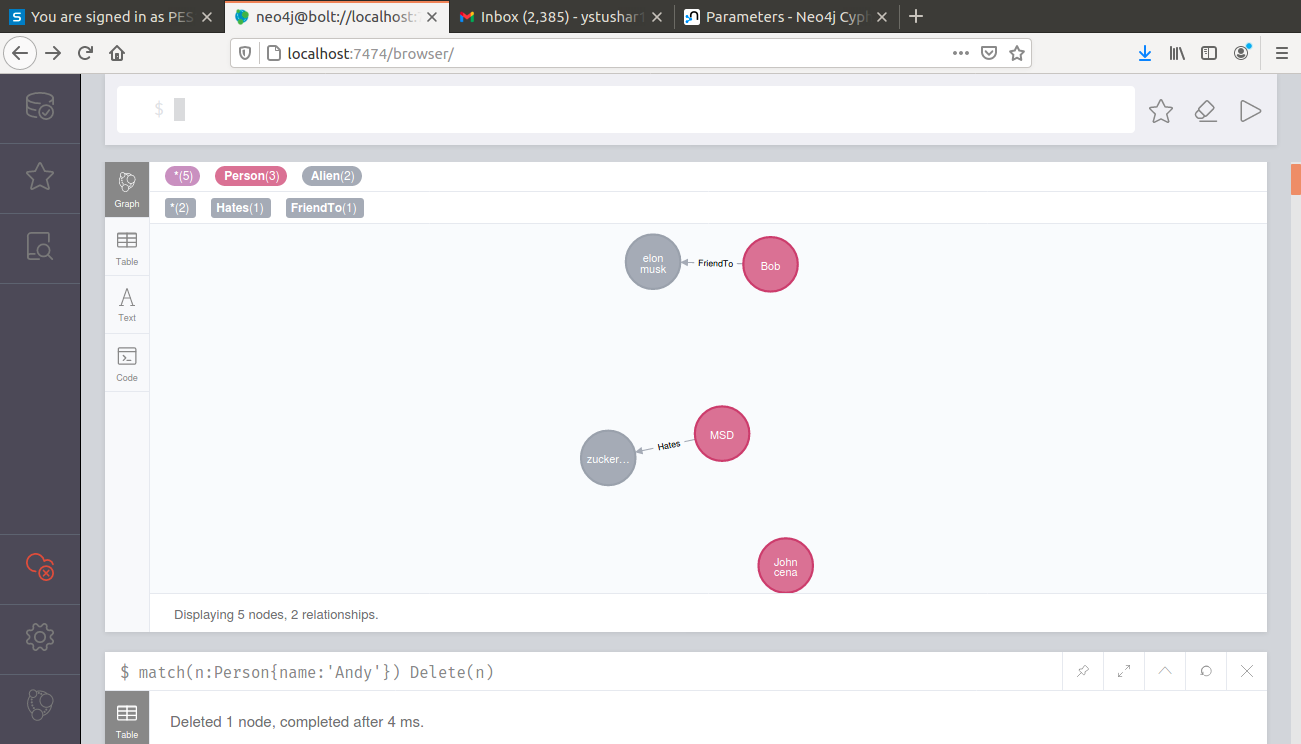 You are signed in as PES
neo4j@bolt://localhost:
Inbox (2,385) - ystushar
Parameters - Neo4j Cyph
localhost:7474/browser/
$
*(5) Person(3) Alien(2)
*(2) Hates(1) FriendTo(1)
Graph
Table
Text
Code
elon
musk
FriendTo
Bob
MSD
Hates
zucker...
John
cena
Displaying 5 nodes, 2 relationships.
$ match(n:Person{name:'Andy'}) Delete(n)
Table
Deleted 1 node, completed after 4 ms.